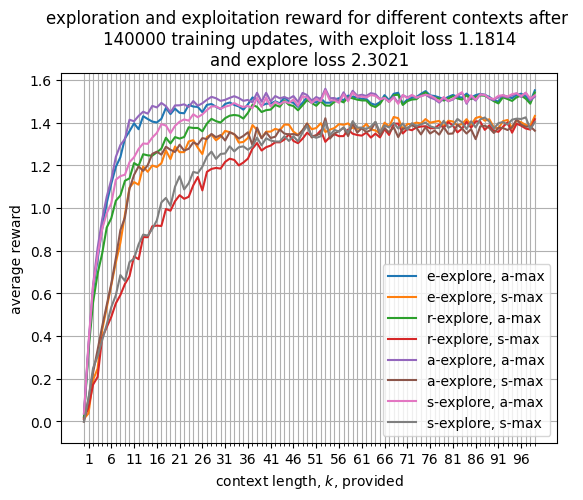 exploration and exploitation reward for different contexts after
140000 training updates, with exploit loss 1.1814
and explore loss 2.3021
1.6
1.4
1.2
1.0
0.8
0.6
0.4
0.2
0.0
average reward
e-explore, a-max
e-explore, s-max
r-explore, a-max
r-explore, s-max
a-explore, a-max
a-explore, s-max
s-explore, a-max
s-explore, s-max
1 6 11 16 21 26 31 36 41 46 51 56 61 66 71 76 81 86 91 96
context length, k, provided